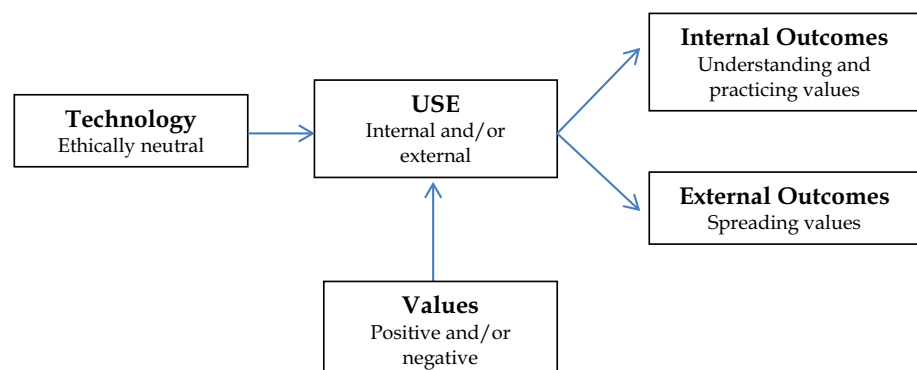 Technology
Ethically neutral
USE
Internal and/or
external
Values
Positive and/or
negative
Internal Outcomes
Understanding and
practicing values
External Outcomes
Spreading values